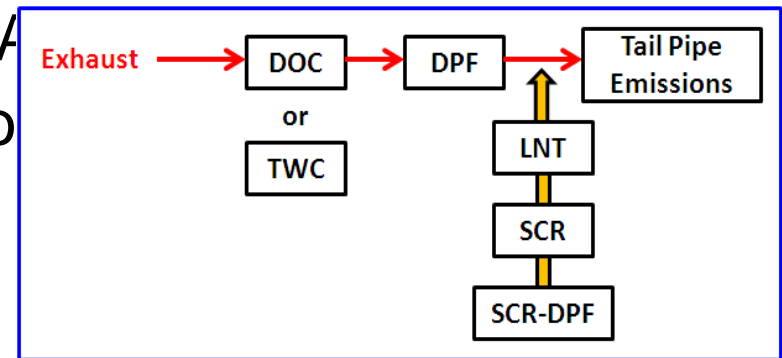 Exhaust
DOC
DPF
Tail Pipe
Emissions
or
TWC
LNT
SCR
SCR-DPF